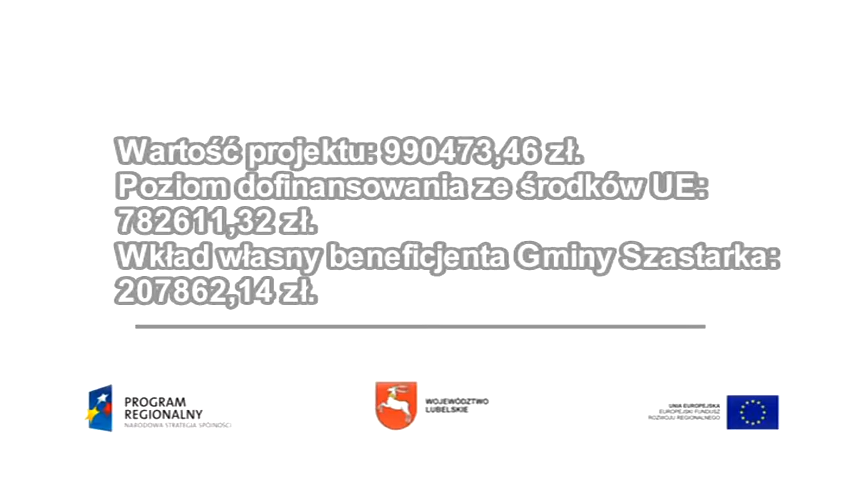 Wartość projektu: 990473,46 zł.
Poziom dofinansowania ze środków UE:
782611,32 zł.
Wkład własny beneficjenta Gminy Szastarka:
207862,14 zł.
PROGRAM
REGIONALNY
NARODOWA STRATEGIA SPÓJNOŚCI
WOJEWÓDZTWO
LUBELSKIE
UNIA EUROPEJSKA
EUROPEJSKI FUNDUSZ
ROZWOJU REGIONALNEGO